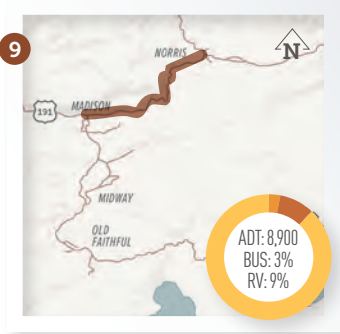 9
NORRIS
N
191
MADISON
MIDWAY
OLD
FAITHFUL
ADT: 8,900
BUS: 3%
RV: 9%